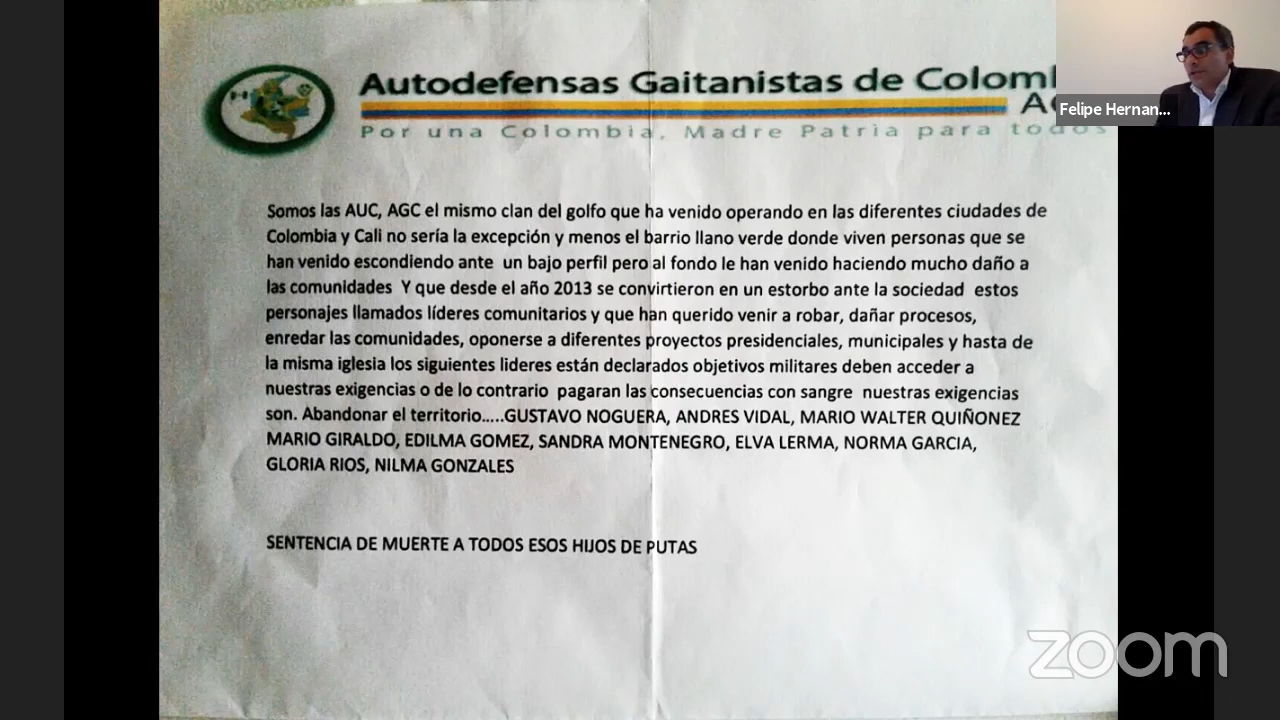 Autodefensas Gaitanistas de Colom
Por una Colombia, Madre Patria para todos
Felipe Hernan...
Somos las AUC, AGC el mismo clan del golfo que ha venido operando en las diferentes ciudades de
Colombia y Cali no sería la excepción y menos el barrio llano verde donde viven personas que se
han venido escondiendo ante un bajo perfil pero al fondo le han venido haciendo mucho daño a
las comunidades Y que desde el año 2013 se convirtieron en un estorbo ante la sociedad estos
personajes llamados líderes comunitarios y que han querido venir a robar, dañar procesos,
enredar las comunidades, oponerse a diferentes proyectos presidenciales, municipales y hasta de
la misma iglesia los siguientes lideres están declarados objetivos militares deben acceder a
nuestras exigencias o de lo contrario pagaran las consecuencias con sangre nuestras exigencias
son. Abandonar el territorio.....GUSTAVO NOGUERA, ANDRES VIDAL, MARIO WALTER QUIÑONEZ
MARIO GIRALDO, EDILMA GOMEZ, SANDRA MONTENEGRO, ELVA LERMA, NORMA GARCIA,
GLORIA RIOS, NILMA GONZALES
SENTENCIA DE MUERTE A TODOS ESOS HIJOS DE PUTAS
zoom